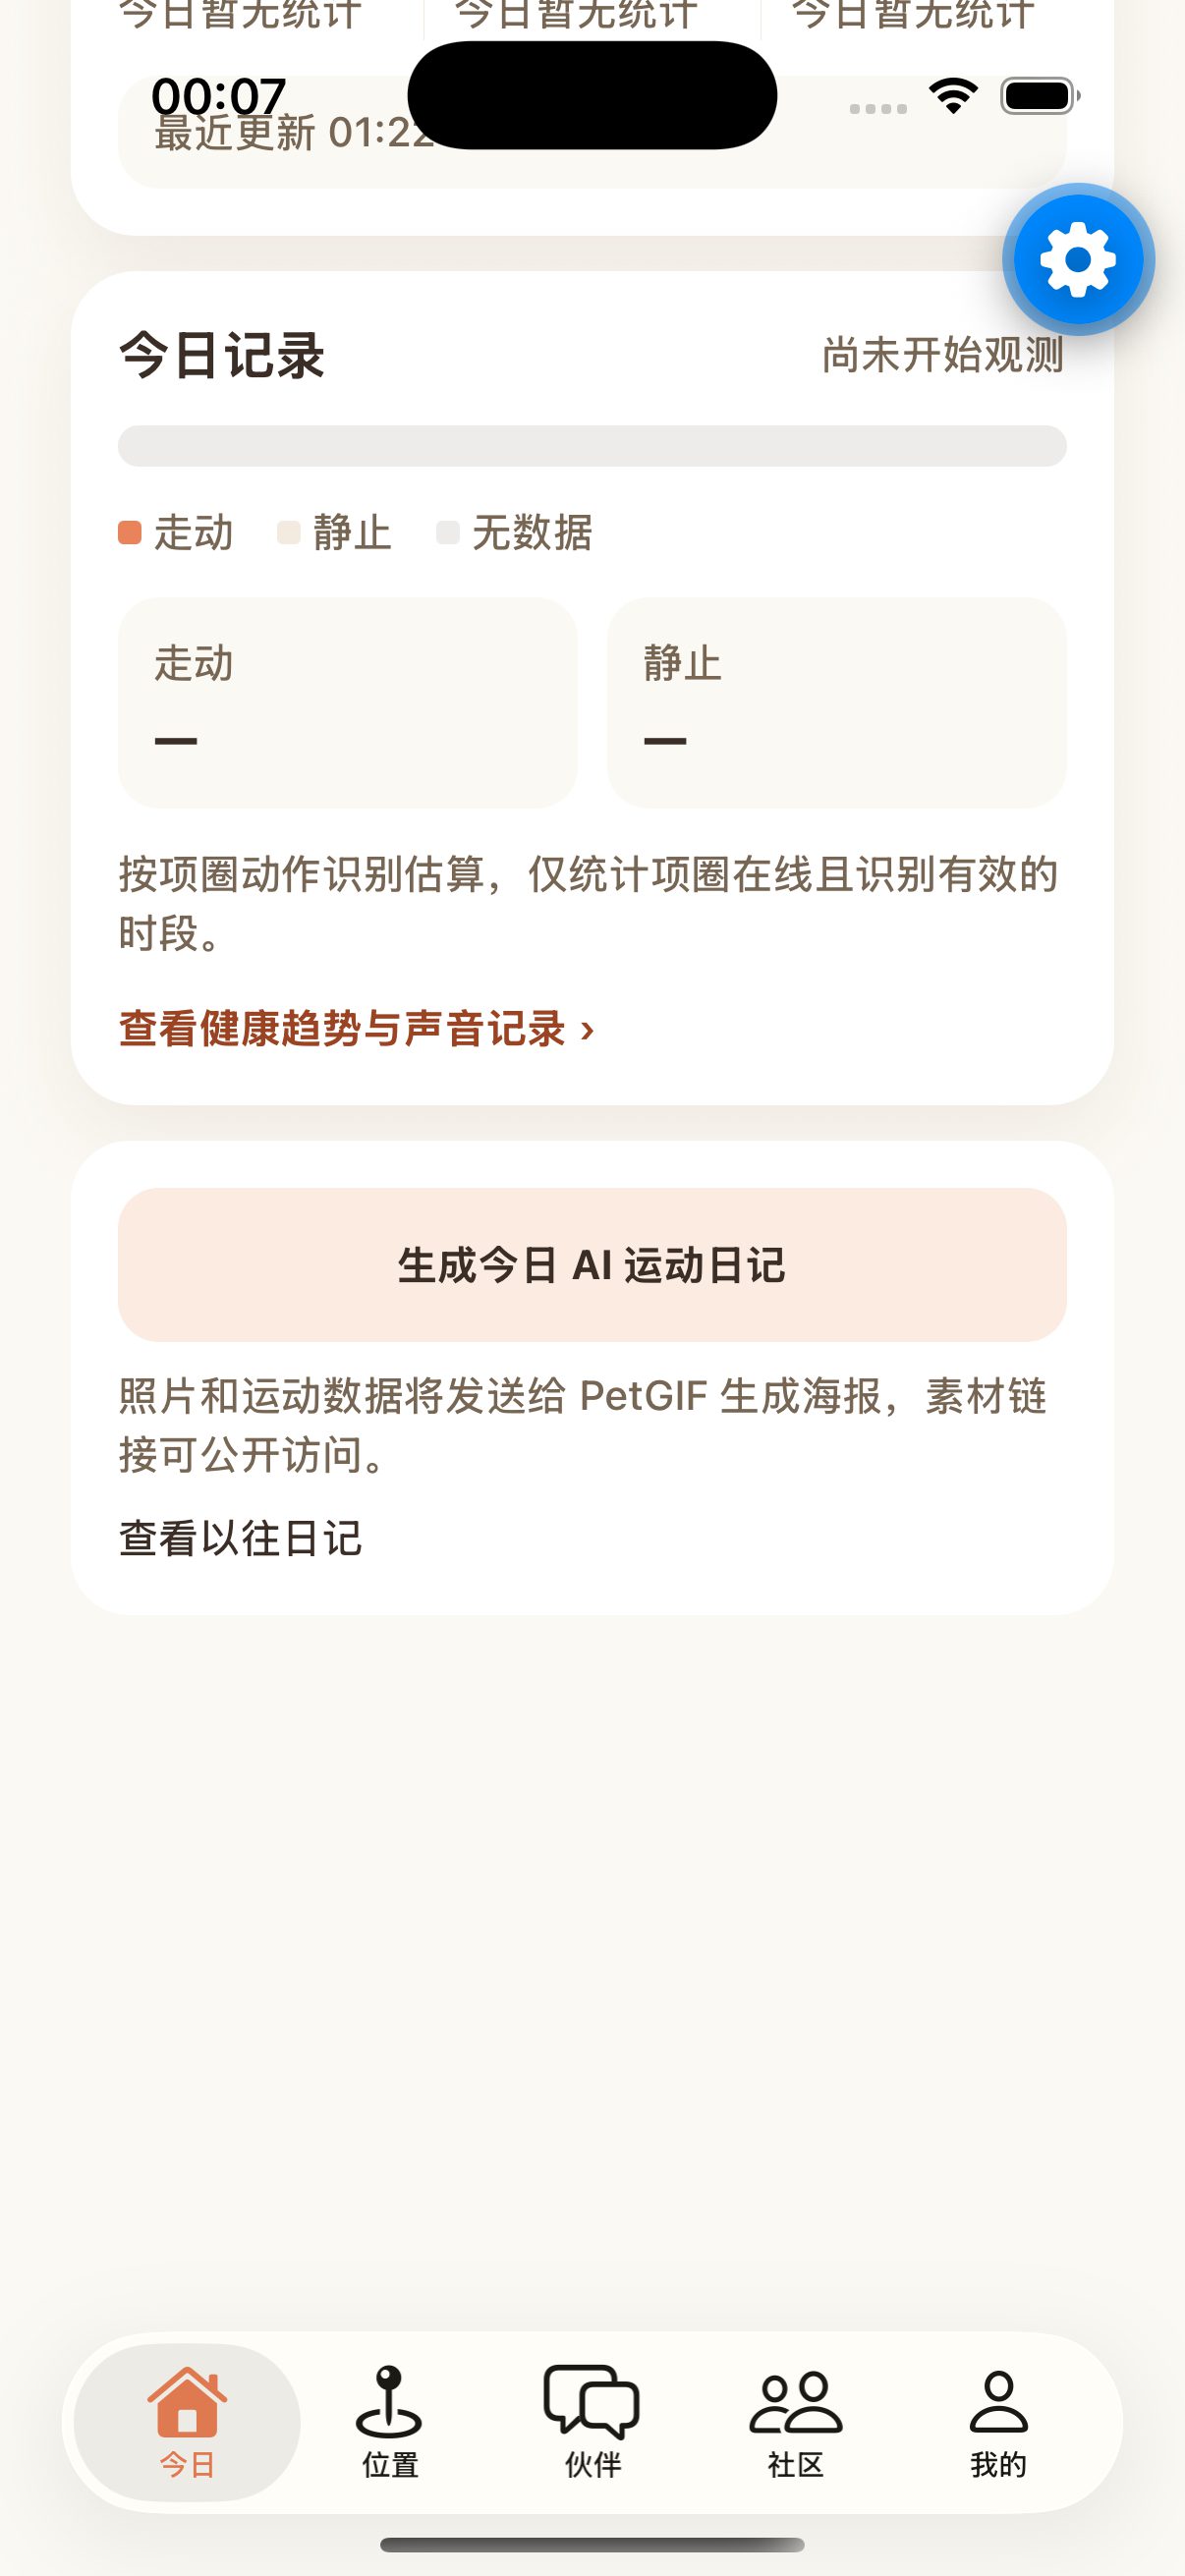 今日暂无统计 今日暂无统计 今日暂无统计
00:07
最近更新 01:22
今日记录
尚未开始观测
走动 静止 无数据
走动
—
静止
—
按项圈动作识别估算，仅统计项圈在线且识别有效的
时段。
查看健康趋势与声音记录 ›
生成今日 AI 运动日记
照片和运动数据将发送给 PetGIF 生成海报，素材链
接可公开访问。
查看以往日记
今日 位置 伙伴 社区 我的